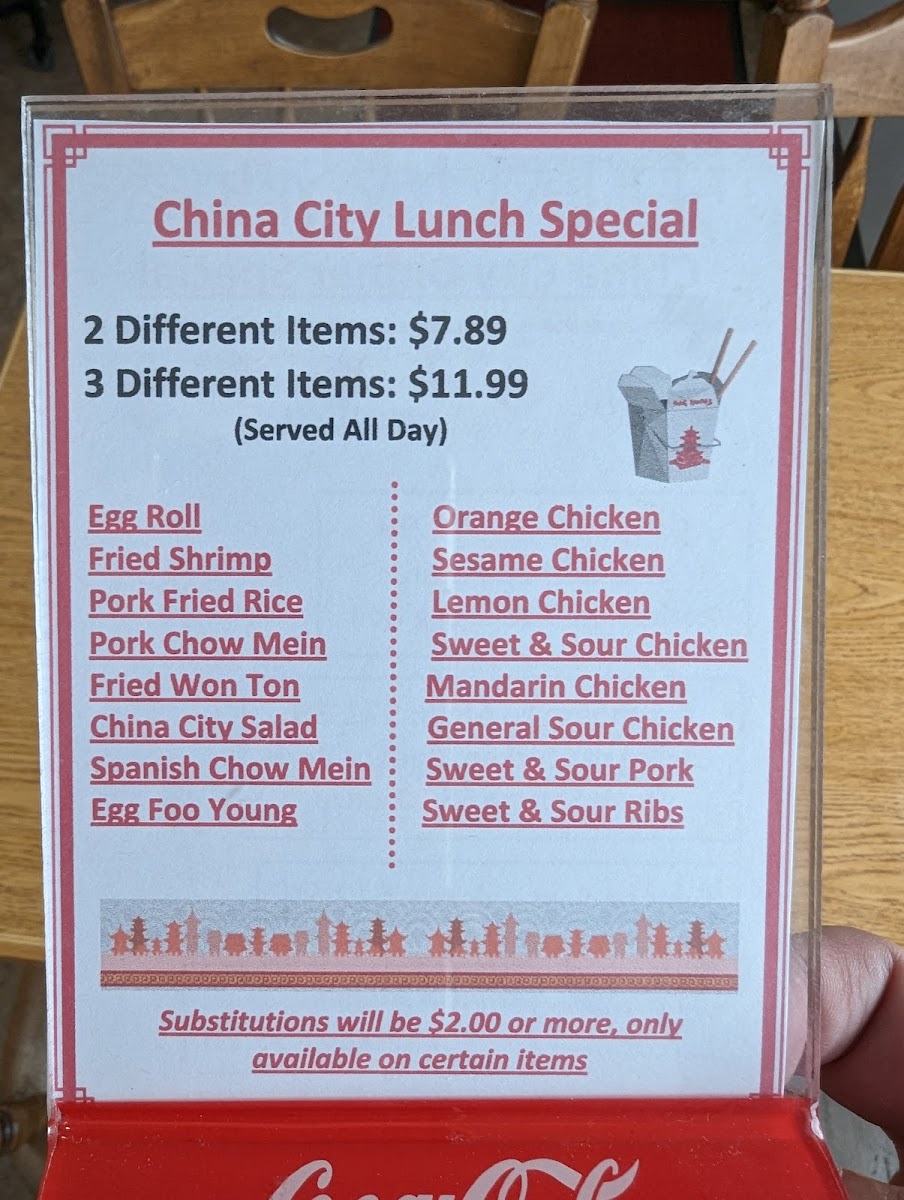 China City Lunch Special
2 Different Items: $7.89
3 Different Items: $11.99
(Served All Day)
Egg Roll
Fried Shrimp
Pork Fried Rice
Pork Chow Mein
Fried Won Ton
China City Salad
Spanish Chow Mein
Egg Foo Young
Orange Chicken
Sesame Chicken
Lemon Chicken
Sweet & Sour Chicken
Mandarin Chicken
General Sour Chicken
Sweet & Sour Pork
Sweet & Sour Ribs
Substitutions will be $2.00 or more, only
available on certain items